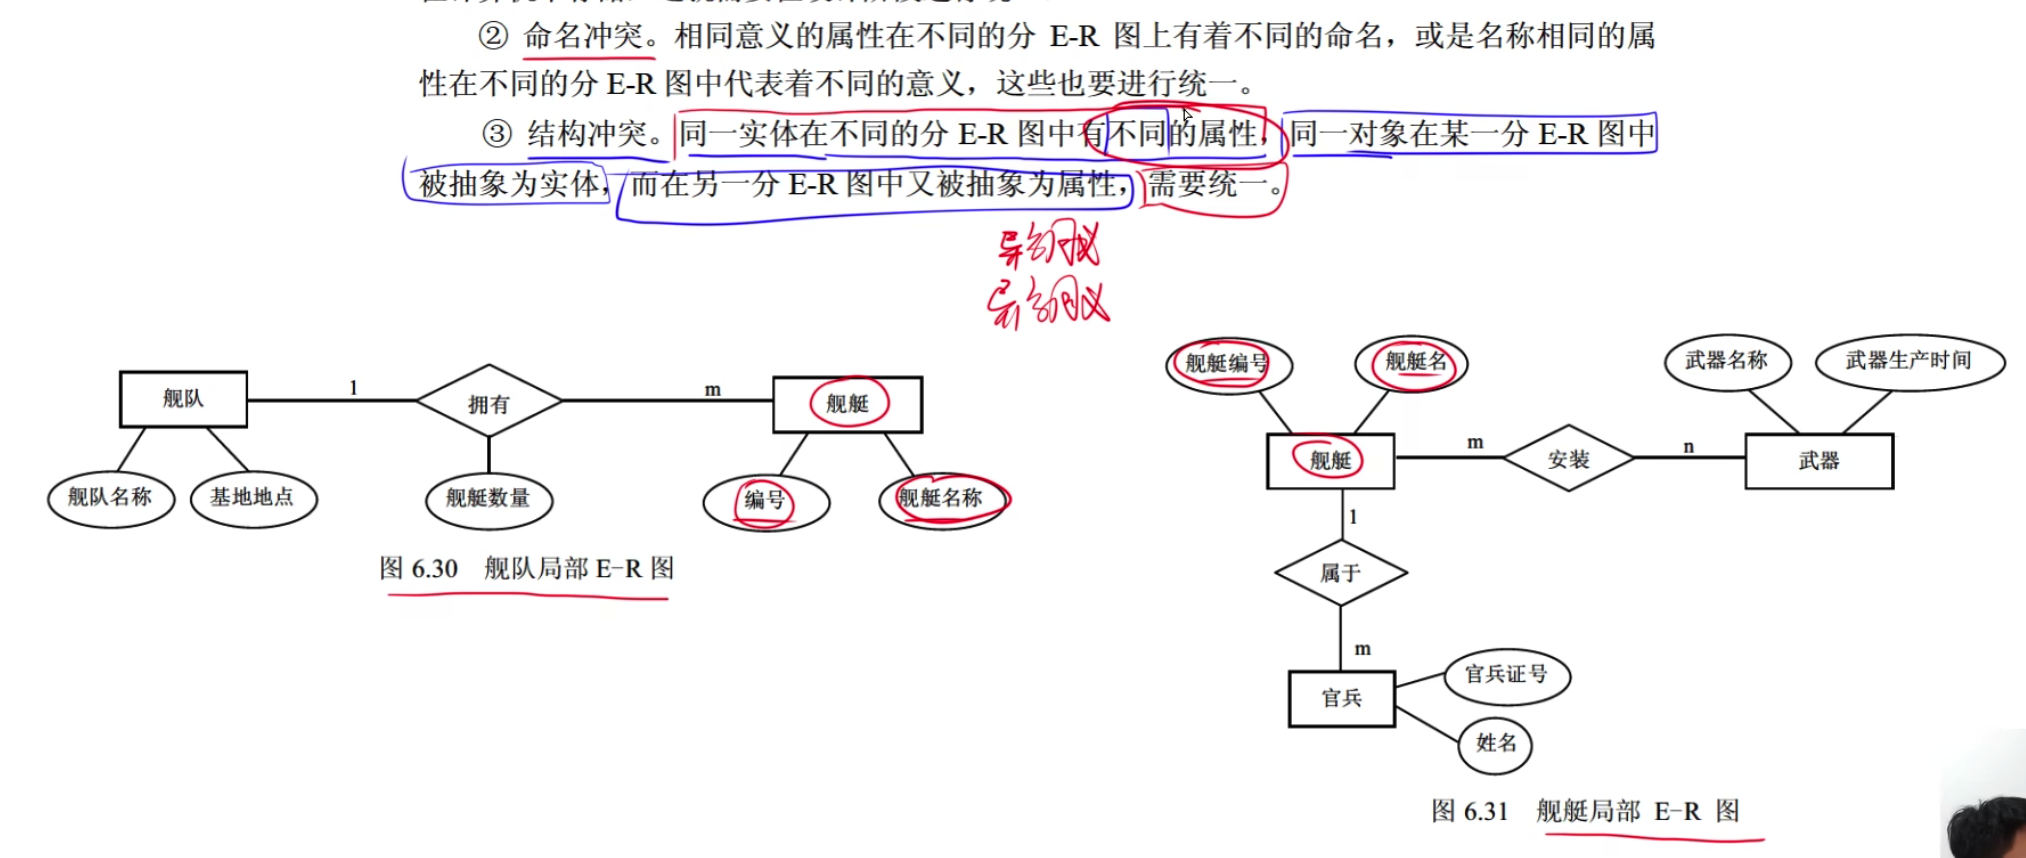 ② 命名冲突。相同意义的属性在不同的分 E-R 图上有着不同的命名，或是名称相同的属
性在不同的分 E-R 图中代表着不同的意义，这些也要进行统一。
③ 结构冲突。同一实体在不同的分 E-R 图中有不同的属性，同一对象在某一分 E-R 图中
被抽象为实体，而在另一分 E-R 图中又被抽象为属性，需要统一。
舰队
1
拥有
m
舰艇
舰队名称
基地地点
舰艇数量
编号
舰艇名称
图 6.30 舰队局部 E-R 图
舰艇编号
舰艇名
武器名称
武器生产时间
舰艇
m
安装
n
武器
1
属于
m
官兵
官兵证号
姓名
图 6.31 舰艇局部 E-R 图